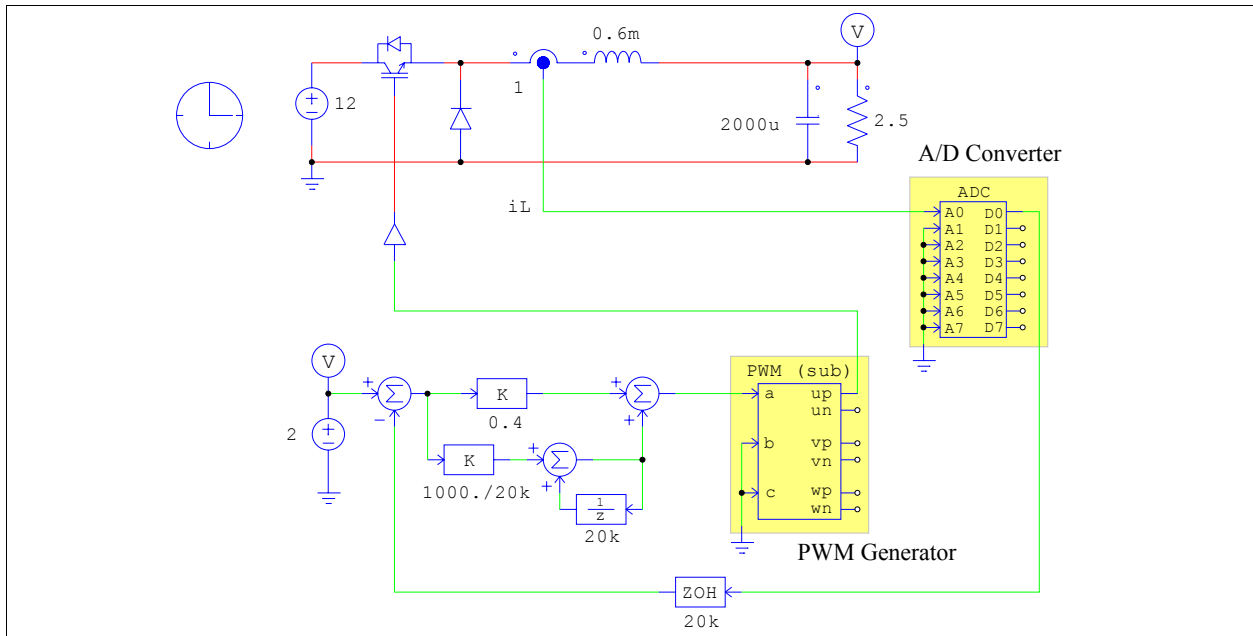 0.6m
V
12
1
2000u
2.5
A/D Converter
ADC
iL
A0 D0
A1 D1
A2 D2
A3 D3
A4 D4
A5 D5
A6 D6
A7 D7
V
PWM (sub)
Σ
K
Σ
a up
un
2
0.4
b vp
vn
K
Σ
1000./20k
1/z
c wp
wn
20k
PWM Generator
ZOH
20k